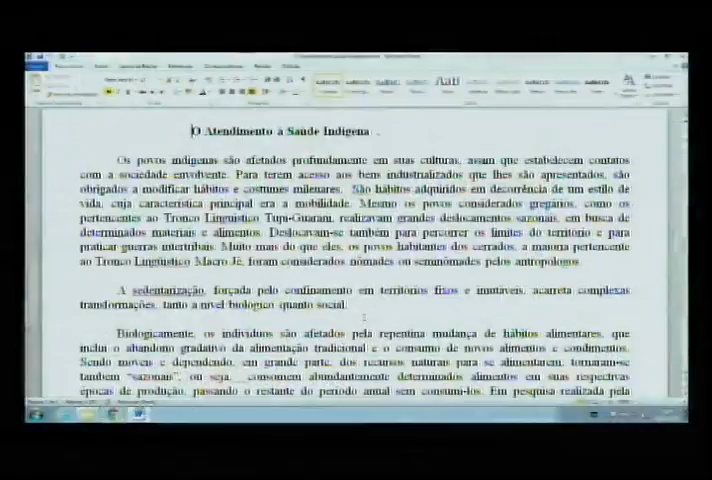 O Atendimento à Saúde Indígena .
Os povos indígenas são afetados profundamente em suas culturas, assim que estabelecem contatos
com a sociedade envolvente. Para terem acesso aos bens industrializados que lhes são apresentados, são
obrigados a modificar hábitos e costumes milenares. São hábitos adquiridos em decorrência de um estilo de
vida, cuja característica principal era a mobilidade. Mesmo os povos considerados gregários, como os
pertencentes ao Tronco Linguístico Tupi-Guarani, realizavam grandes deslocamentos sazonais, em busca de
determinados materiais e alimentos. Deslocavam-se também para percorrer os limites do território e para
praticar guerras intertribais. Muito mais do que eles, os povos habitantes dos cerrados, a maioria pertencente
ao Tronco Linguístico Macro Jê, foram considerados nômades ou seminômades pelos antropólogos.
A sedentarização, forçada pelo confinamento em territórios fixos e imutáveis, acarreta complexas
transformações, tanto a nível biológico quanto social.
Biologicamente, os indivíduos são afetados pela repentina mudança de hábitos alimentares, que
inclui o abandono gradativo da alimentação tradicional e o consumo de novos alimentos e condimentos.
Sendo móveis e dependendo, em grande parte, dos recursos naturais para se alimentarem, tornaram-se
também "sazonais", ou seja, consomem abundantemente determinados alimentos em suas respectivas
épocas de produção, passando o restante do período anual sem consumi-los. Em pesquisa realizada pela